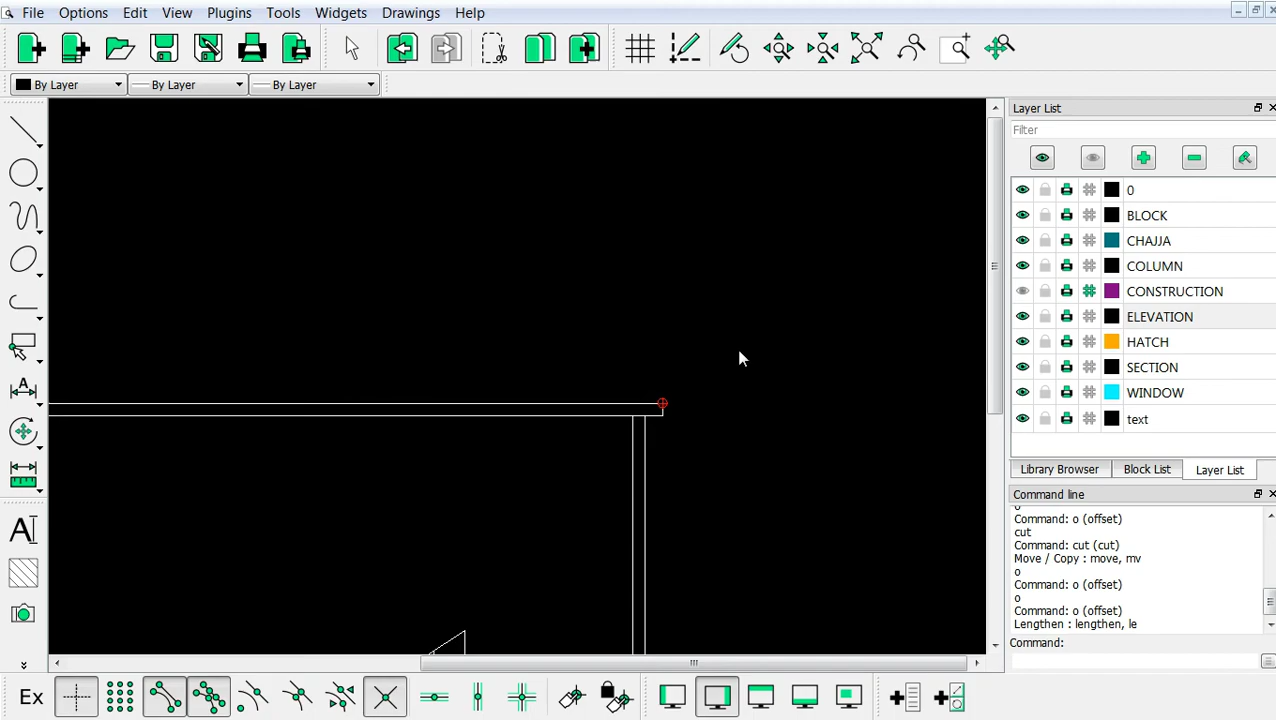 File Options Edit View Plugins Tools Widgets Drawings Help
By Layer By Layer By Layer
Layer List
Filter
0
BLOCK
CHAJJA
COLUMN
CONSTRUCTION
ELEVATION
HATCH
SECTION
WINDOW
text
Library Browser Block List Layer List
Command line
Command: o (offset)
cut
Command: cut (cut)
Move / Copy : move, mv
o
Command: o (offset)
o
Command: o (offset)
Lengthen : lengthen, le
Command:
A
A
Ex